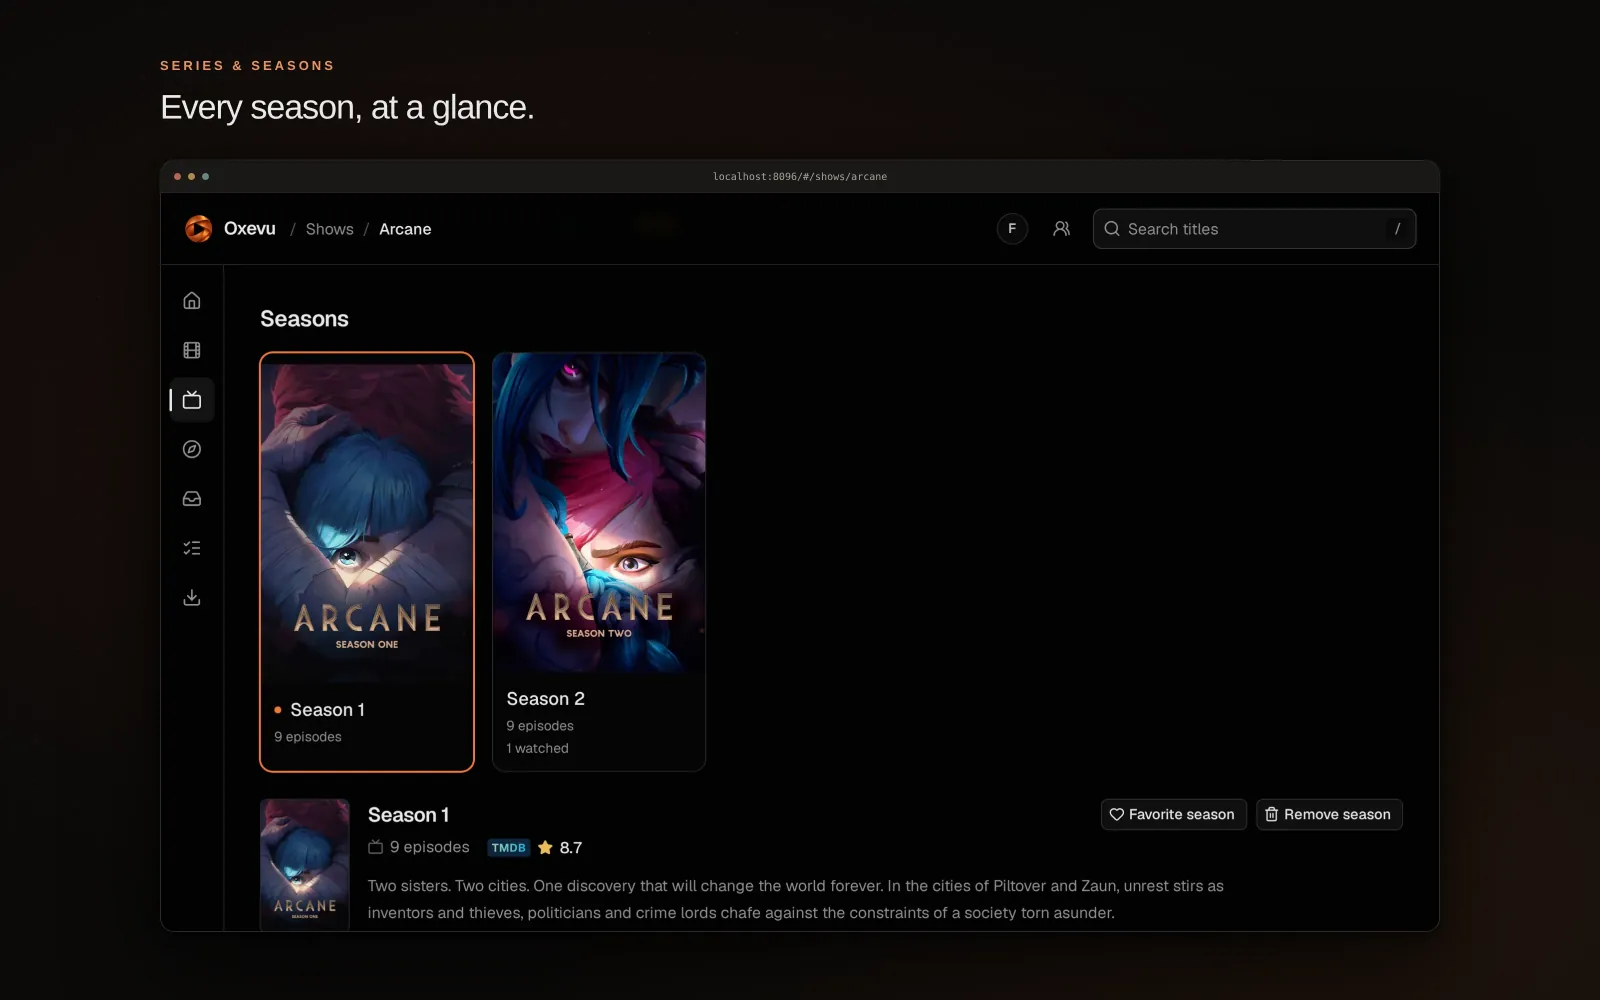 SERIES & SEASONS
Every season, at a glance.
localhost:8096/#/shows/arcane
Oxevu / Shows / Arcane
F
Search titles /
Seasons
ARCANE
SEASON ONE
Season 1
9 episodes
ARCANE
SEASON TWO
Season 2
9 episodes
1 watched
ARCANE
SEASON ONE
Season 1
Favorite season
Remove season
9 episodes TMDB 8.7
Two sisters. Two cities. One discovery that will change the world forever. In the cities of Piltover and Zaun, unrest stirs as
inventors and thieves, politicians and crime lords chafe against the constraints of a society torn asunder.